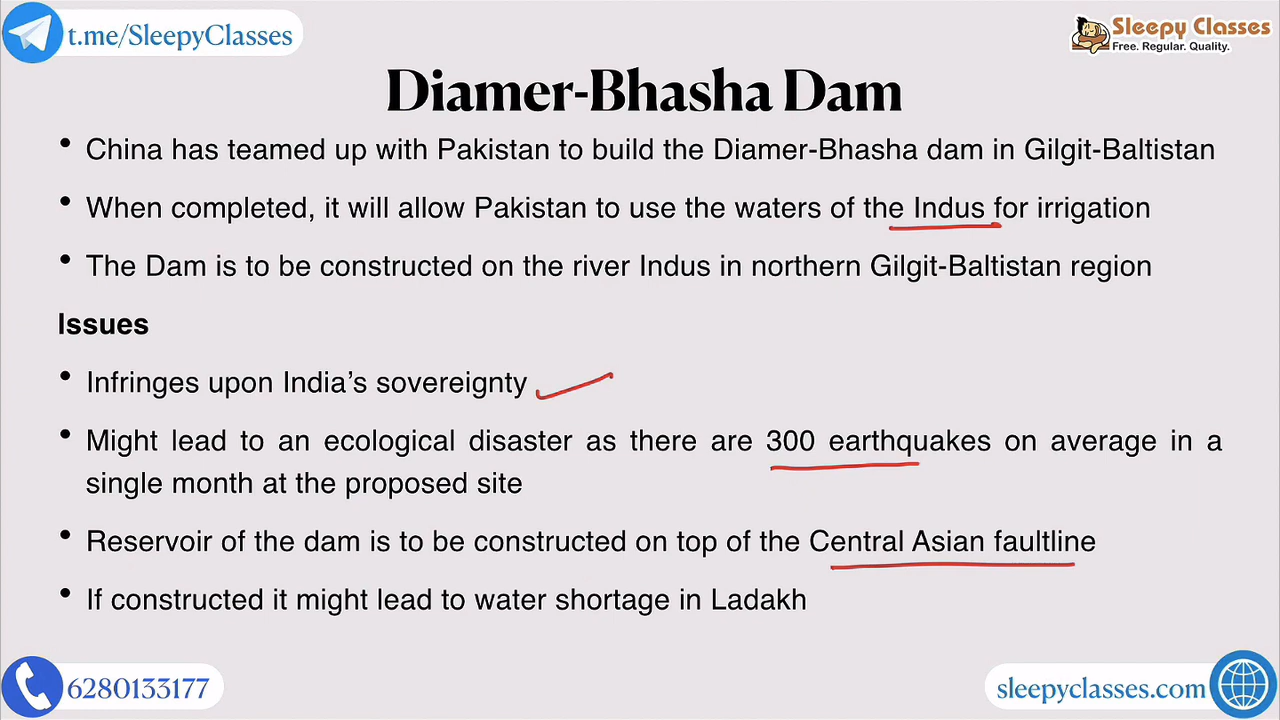 t.me/SleepyClasses
Sleepy Classes
Free. Regular. Quality.
Diamer-Bhasha Dam
• China has teamed up with Pakistan to build the Diamer-Bhasha dam in Gilgit-Baltistan
• When completed, it will allow Pakistan to use the waters of the Indus for irrigation
• The Dam is to be constructed on the river Indus in northern Gilgit-Baltistan region
Issues
• Infringes upon India’s sovereignty
• Might lead to an ecological disaster as there are 300 earthquakes on average in a
single month at the proposed site
• Reservoir of the dam is to be constructed on top of the Central Asian faultline
• If constructed it might lead to water shortage in Ladakh
6280133177
sleepyclasses.com